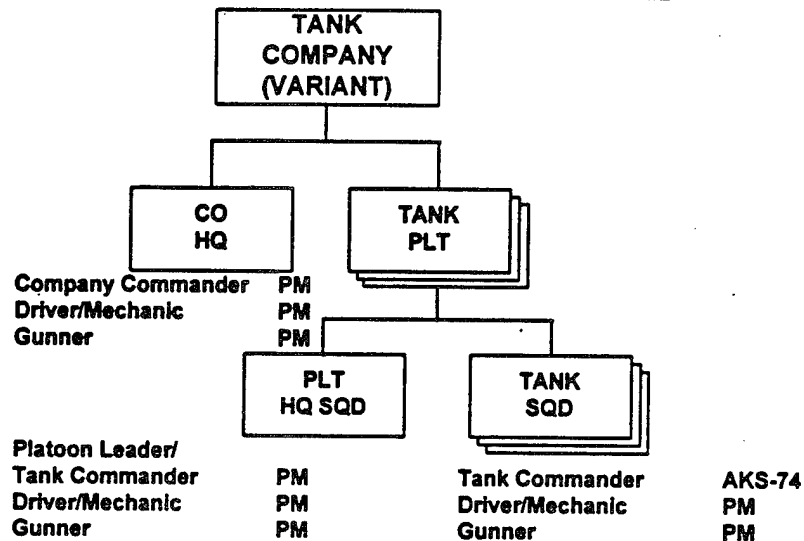 TANK
COMPANY
(VARIANT)
CO
HQ
TANK
PLT
Company Commander PM
Driver/Mechanic PM
Gunner PM
PLT
HQ SQD
TANK
SQD
Platoon Leader/
Tank Commander PM
Driver/Mechanic PM
Gunner PM
Tank Commander AKS-74
Driver/Mechanic PM
Gunner PM